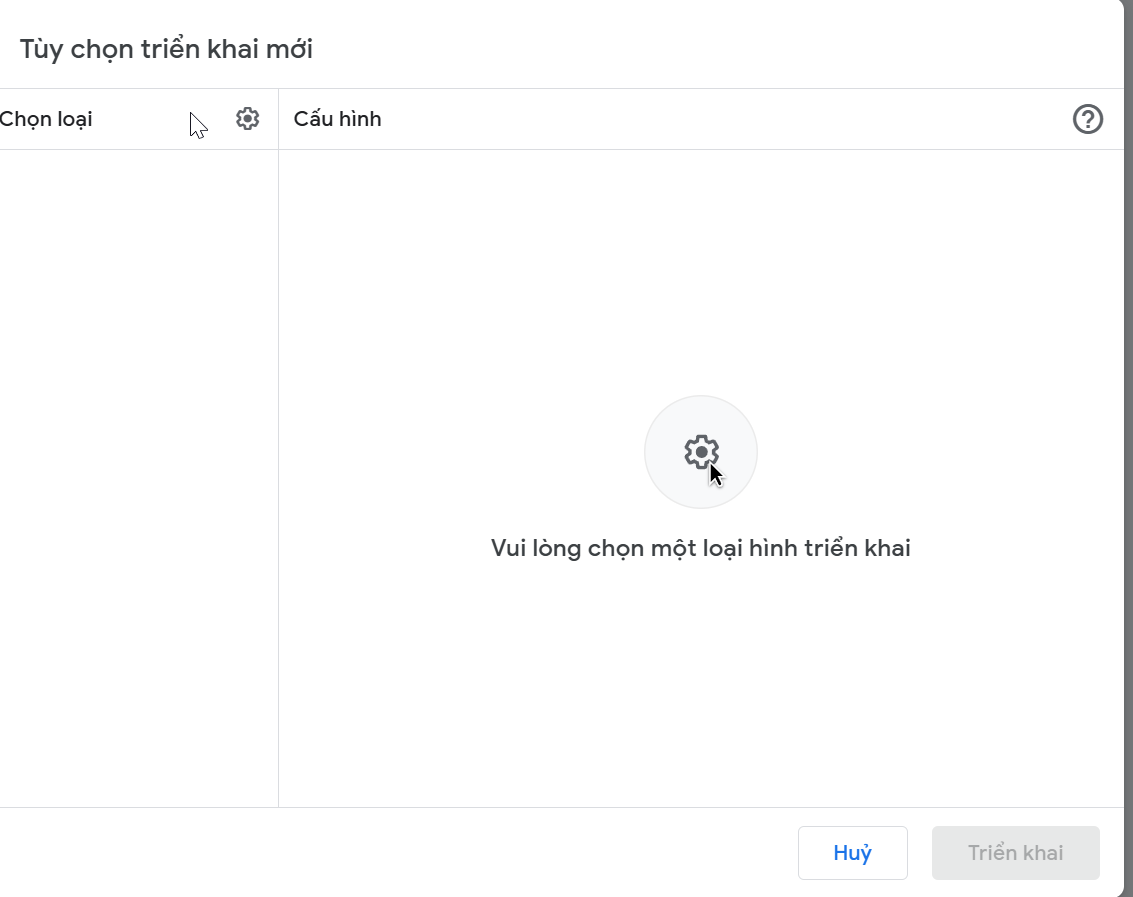 Tùy chọn triển khai mới
Chọn loại
Cấu hình
Vui lòng chọn một loại hình triển khai
Huỷ
Triển khai